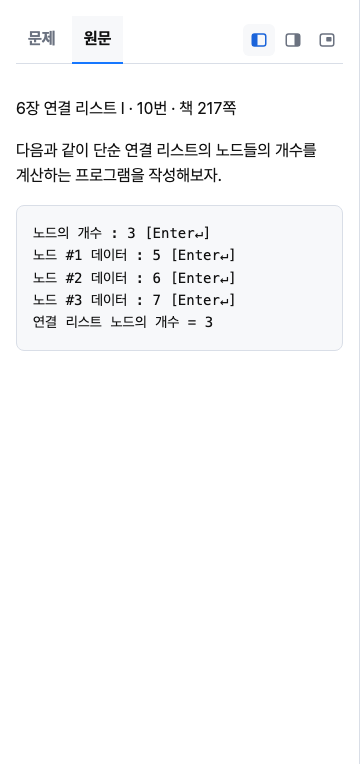 문제 원문
6장 연결 리스트 I · 10번 · 책 217쪽
다음과 같이 단순 연결 리스트의 노드들의 개수를
계산하는 프로그램을 작성해보자.
노드의 개수 : 3 [Enter↵]
노드 #1 데이터 : 5 [Enter↵]
노드 #2 데이터 : 6 [Enter↵]
노드 #3 데이터 : 7 [Enter↵]
연결 리스트 노드의 개수 = 3